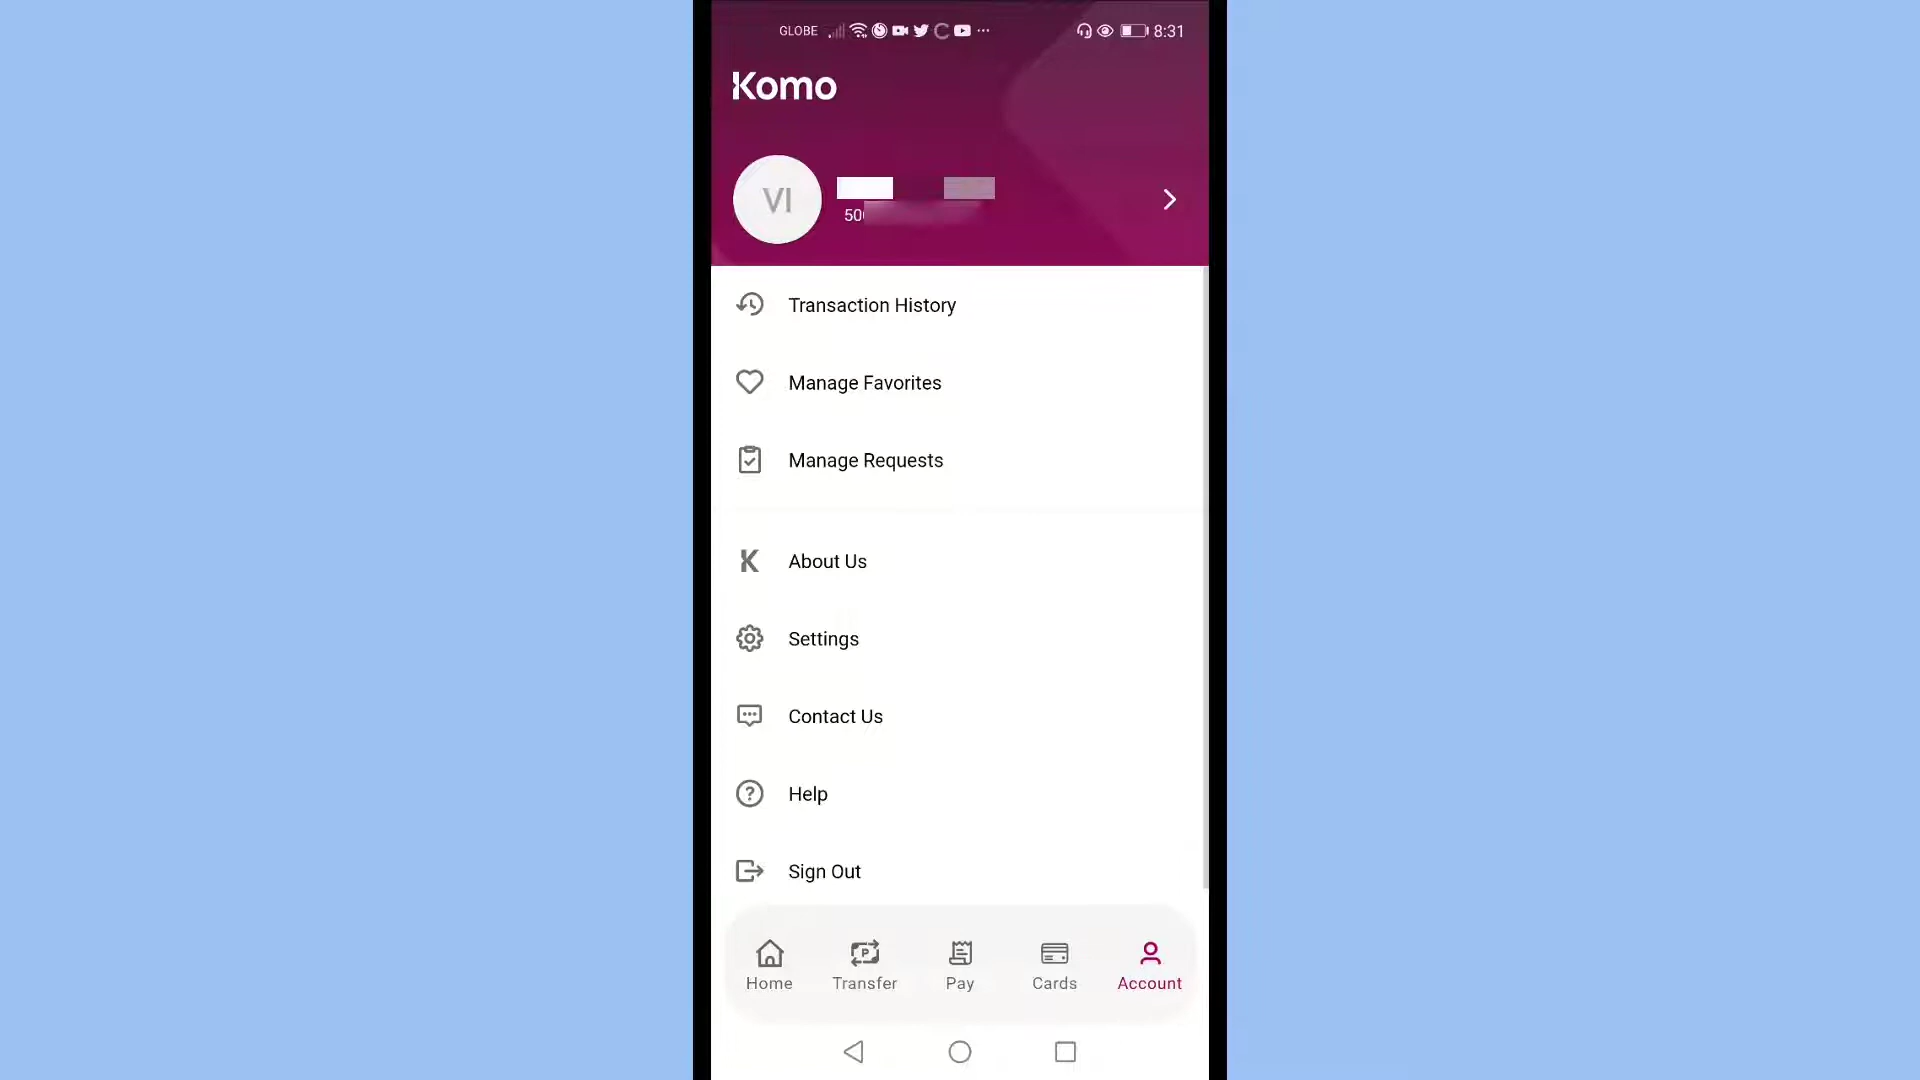 GLOBE 8:31
Komo
VI
50
Transaction History
Manage Favorites
Manage Requests
K About Us
Settings
Contact Us
? Help
Sign Out
P
Home Transfer Pay Cards Account